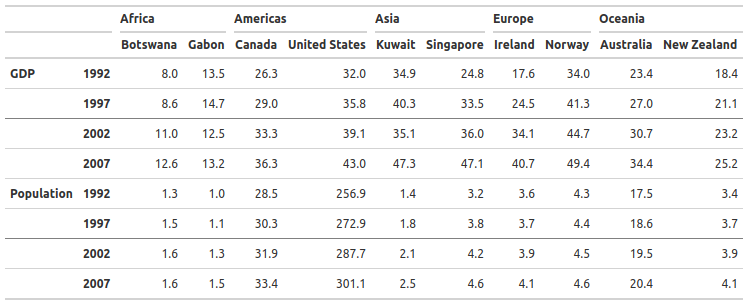 Africa Americas Asia Europe Oceania
Botswana Gabon Canada United States Kuwait Singapore Ireland Norway Australia New Zealand
GDP 1992 8.0 13.5 26.3 32.0 34.9 24.8 17.6 34.0 23.4 18.4
1997 8.6 14.7 29.0 35.8 40.3 33.5 24.5 41.3 27.0 21.1
2002 11.0 12.5 33.3 39.1 35.1 36.0 34.1 44.7 30.7 23.2
2007 12.6 13.2 36.3 43.0 47.3 47.1 40.7 49.4 34.4 25.2
Population 1992 1.3 1.0 28.5 256.9 1.4 3.2 3.6 4.3 17.5 3.4
1997 1.5 1.1 30.3 272.9 1.8 3.8 3.7 4.4 18.6 3.7
2002 1.6 1.3 31.9 287.7 2.1 4.2 3.9 4.5 19.5 3.9
2007 1.6 1.5 33.4 301.1 2.5 4.6 4.1 4.6 20.4 4.1